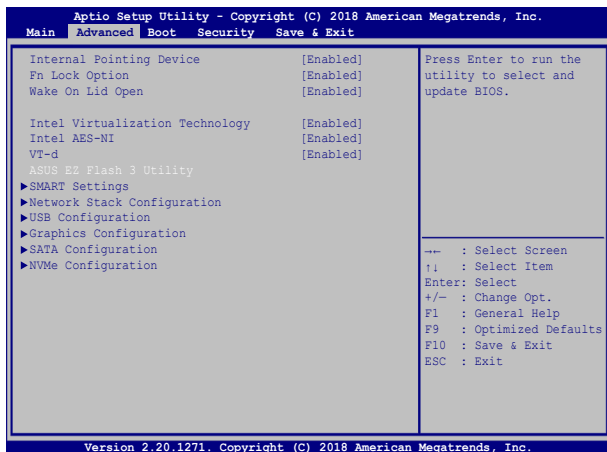 Aptio Setup Utility - Copyright (C) 2018 American Megatrends, Inc.
Main Advanced Boot Security Save & Exit
Internal Pointing Device [Enabled]
Fn Lock Option [Enabled]
Wake On Lid Open [Enabled]
Intel Virtualization Technology [Enabled]
Intel AES-NI [Enabled]
VT-d [Enabled]
ASUS EZ Flash 3 Utility
▶SMART Settings
▶Network Stack Configuration
▶USB Configuration
▶Graphics Configuration
▶SATA Configuration
▶NVMe Configuration
Press Enter to run the
utility to select and
update BIOS.
→← : Select Screen
↑↓ : Select Item
Enter: Select
+/— : Change Opt.
F1 : General Help
F9 : Optimized Defaults
F10 : Save & Exit
ESC : Exit
Version 2.20.1271. Copyright (C) 2018 American Megatrends, Inc.